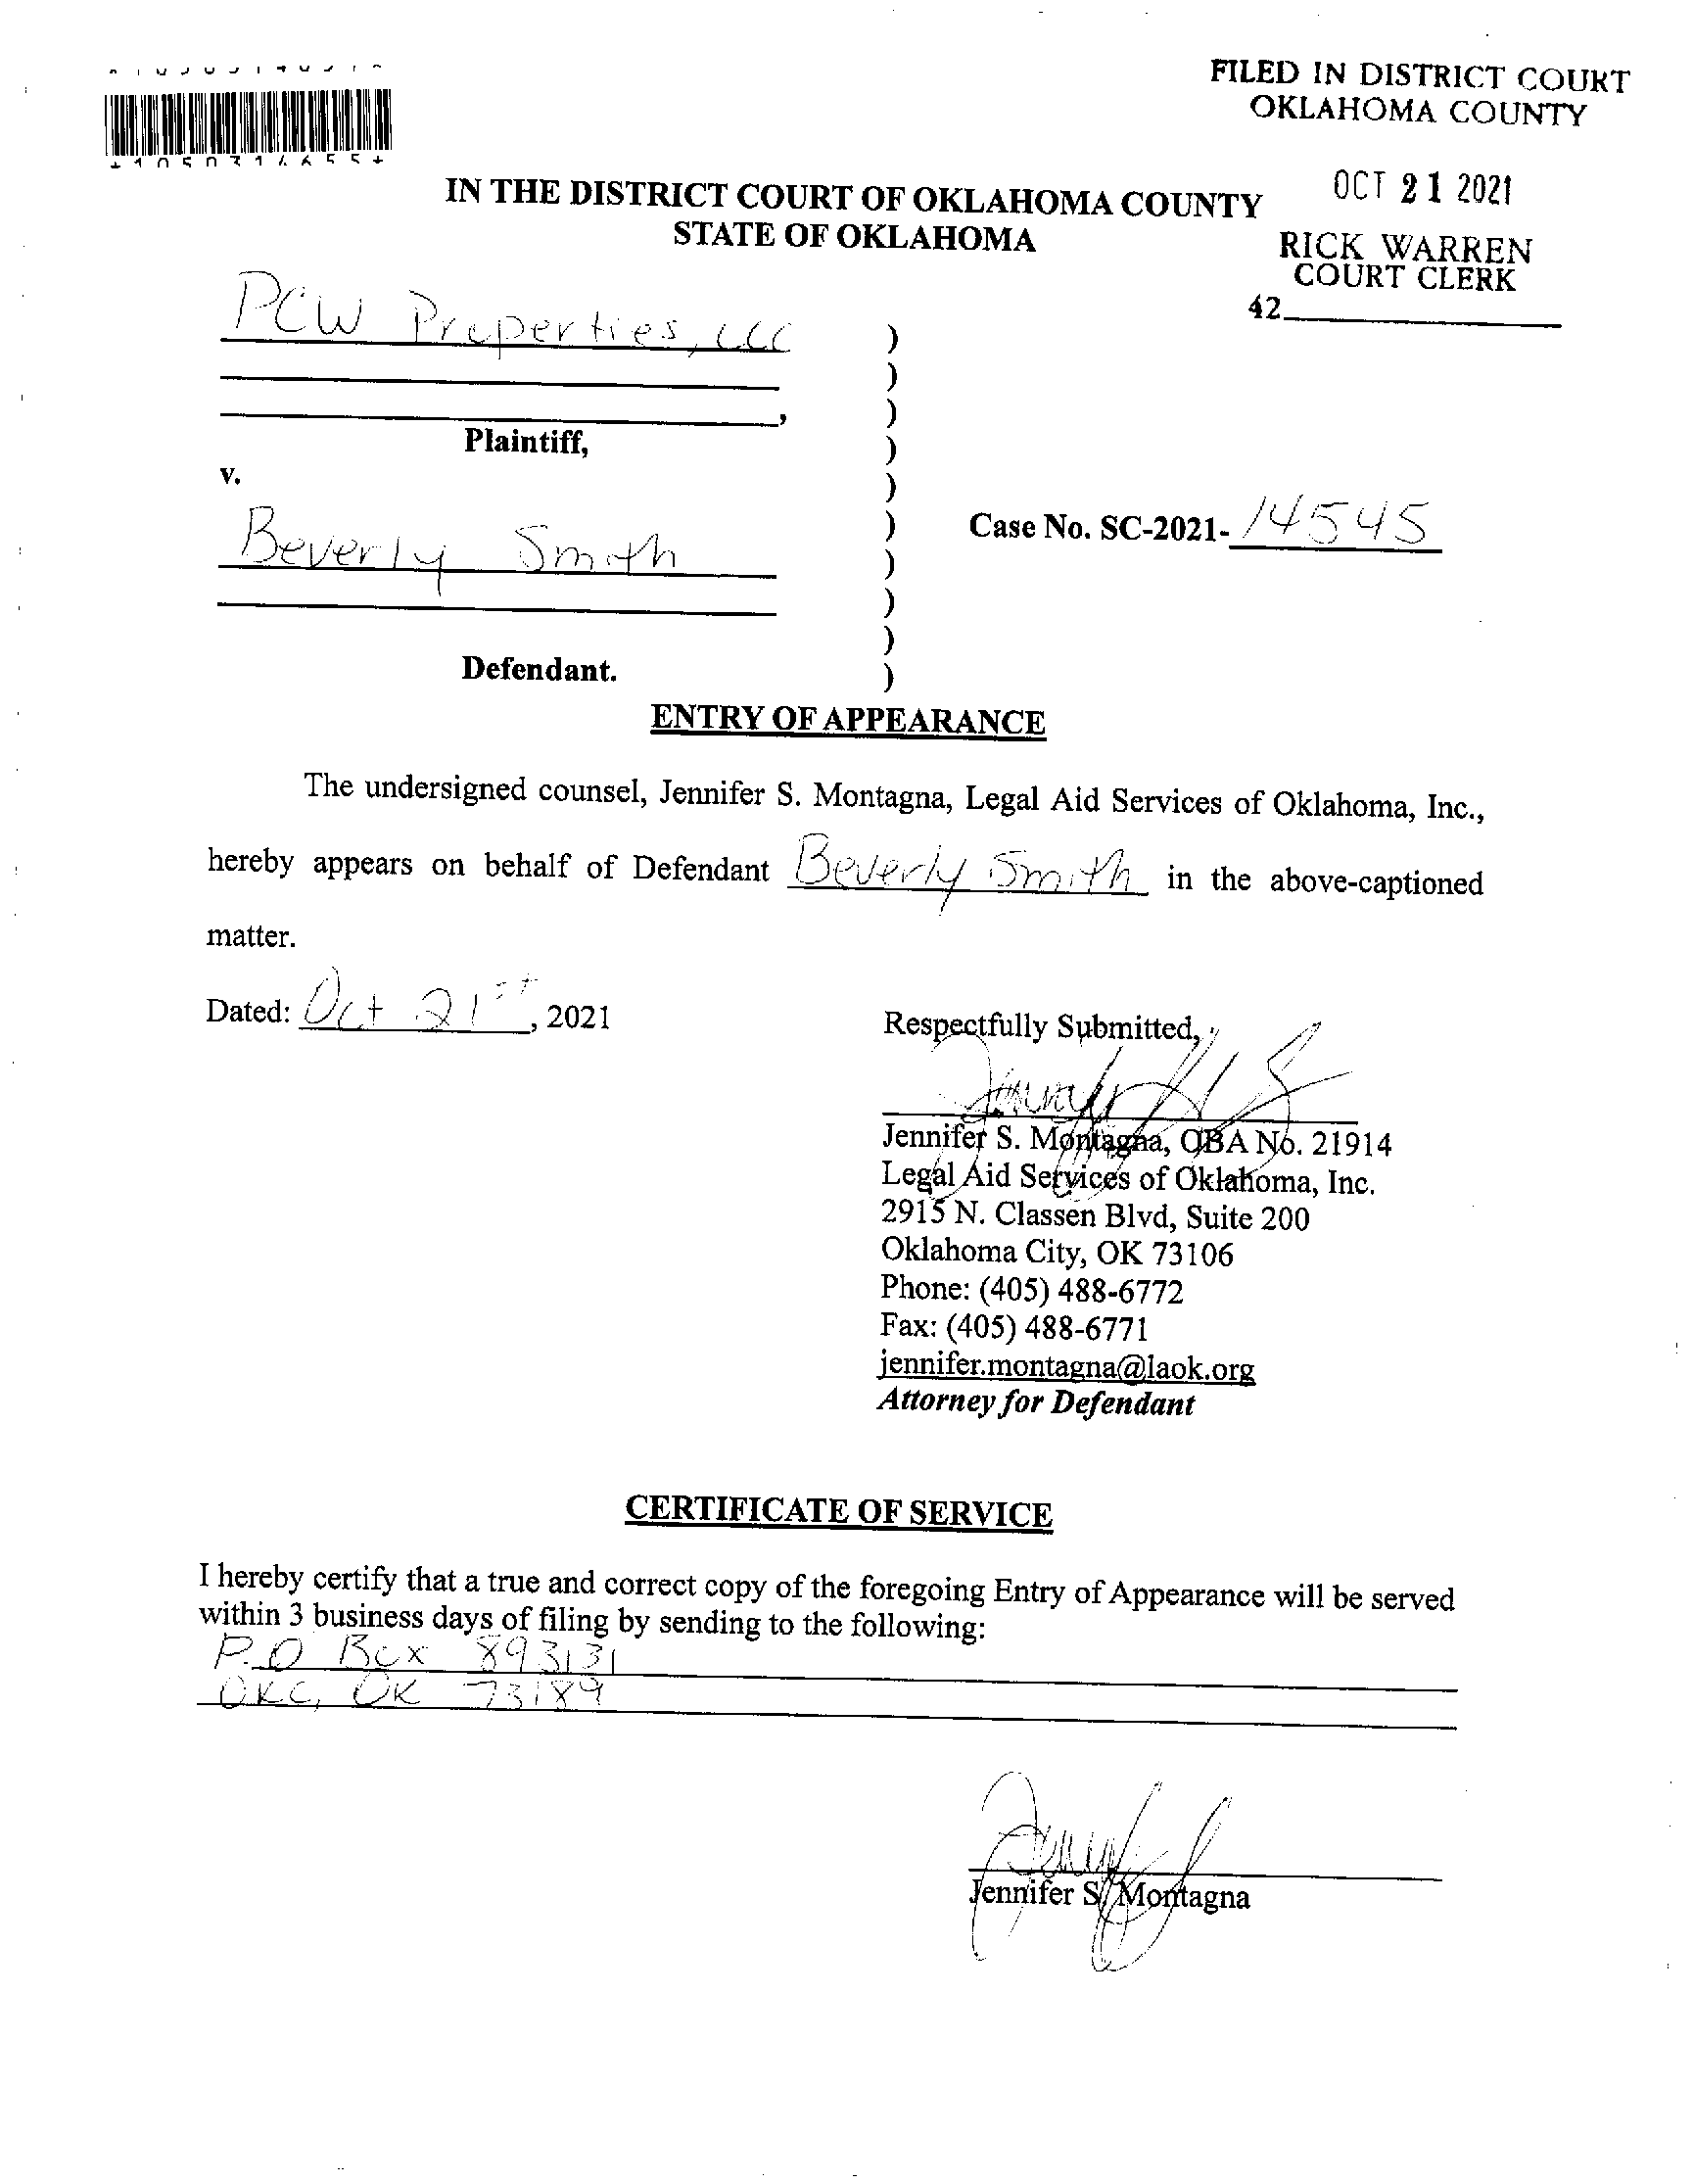 FILED IN DISTRICT COURT
OKLAHOMA COUNTY
OCT 21 2021
RICK WARREN
COURT CLERK
42
IN THE DISTRICT COURT OF OKLAHOMA COUNTY
STATE OF OKLAHOMA
PCW Properties, LLC
)
)
,
)
Plaintiff,
)
v.
)
)
Case No. SC-2021-14545
Beverly Smith
)
)
)
Defendant.
)
ENTRY OF APPEARANCE
The undersigned counsel, Jennifer S. Montagna, Legal Aid Services of Oklahoma, Inc.,
hereby appears on behalf of Defendant Beverly Smith in the above-captioned
matter.
Dated: Oct 21st, 2021
Respectfully Submitted,
Jennifer S. Montagna, OBA No. 21914
Legal Aid Services of Oklahoma, Inc.
2915 N. Classen Blvd, Suite 200
Oklahoma City, OK 73106
Phone: (405) 488-6772
Fax: (405) 488-6771
jennifer.montagna@laok.org
Attorney for Defendant
CERTIFICATE OF SERVICE
I hereby certify that a true and correct copy of the foregoing Entry of Appearance will be served
within 3 business days of filing by sending to the following:
P.O Box 893131
OKC, OK 73189
Jennifer S. Montagna